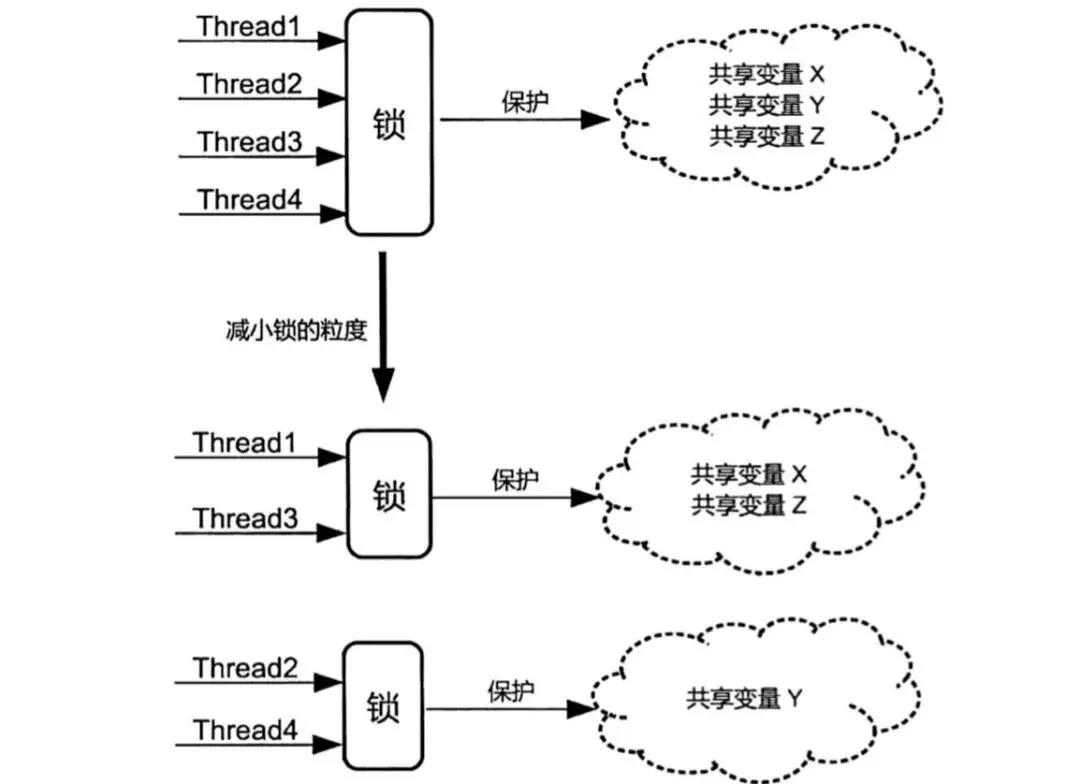 Thread1
Thread2
Thread3
Thread4
锁
保护
共享变量 X
共享变量 Y
共享变量 Z
减小锁的粒度
Thread1
Thread3
锁
保护
共享变量 X
共享变量 Z
Thread2
Thread4
锁
保护
共享变量 Y